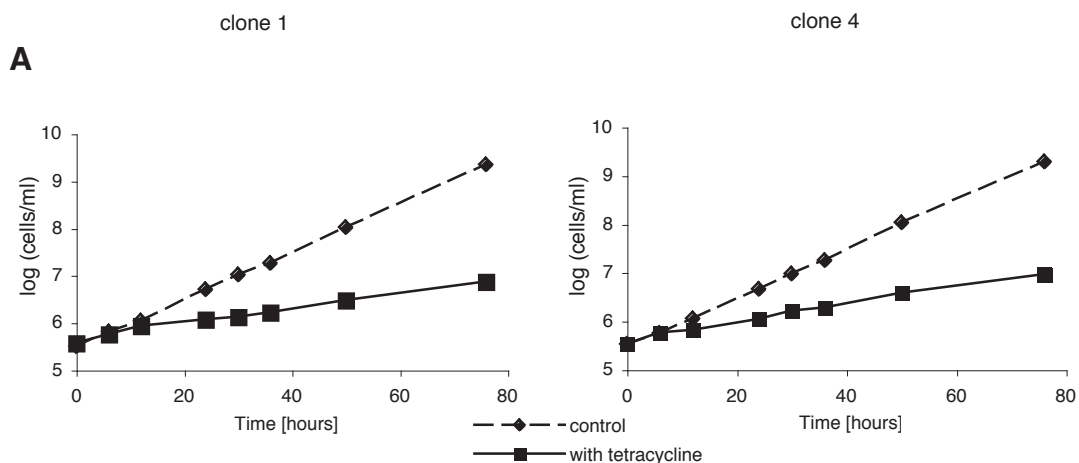 clone 1
clone 4
A
10
9
8
7
6
5
log (cells/ml)
0
20
40
60
80
Time [hours]
10
9
8
7
6
5
log (cells/ml)
0
20
40
60
80
Time [hours]
control
with tetracycline